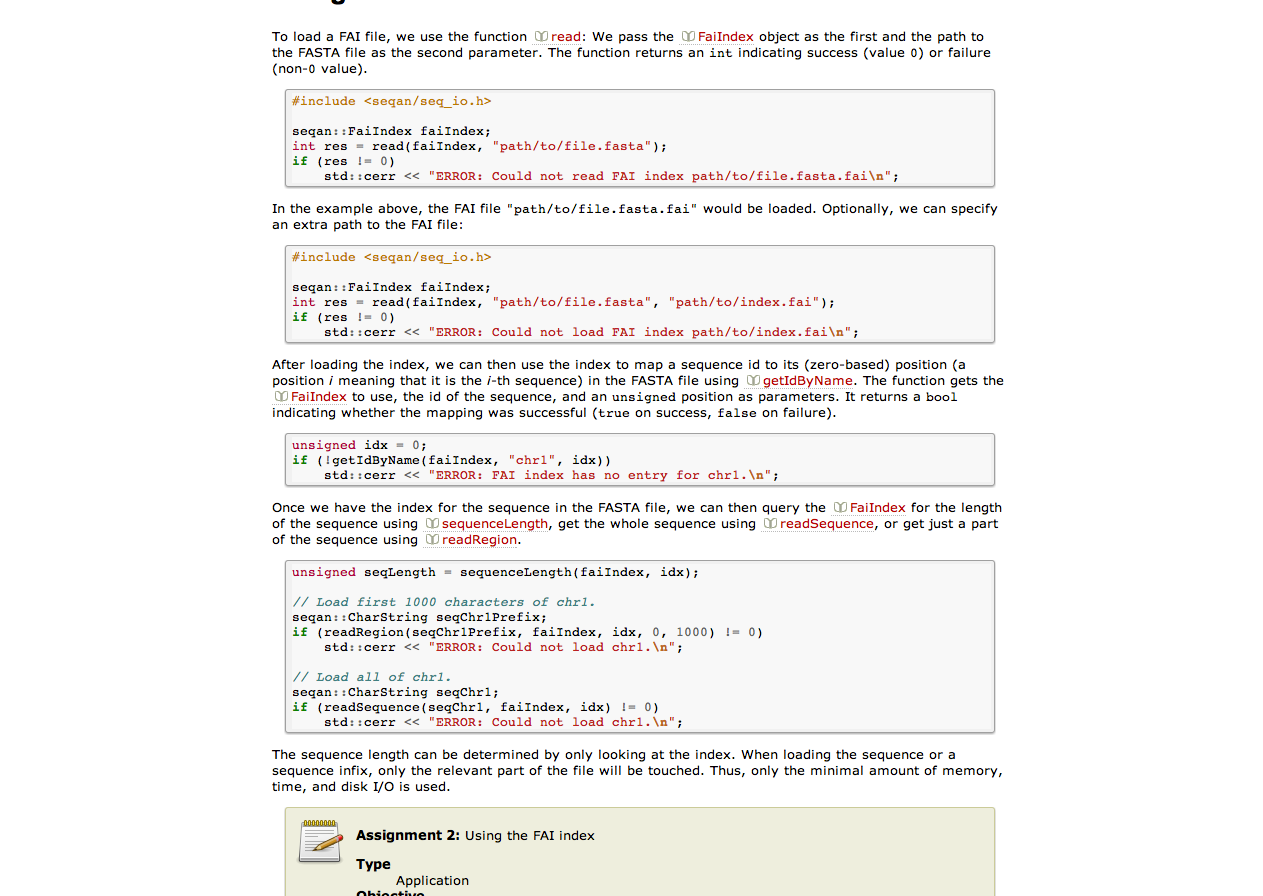 To load a FAI file, we use the function read: We pass the FaiIndex object as the first and the path to
the FASTA file as the second parameter. The function returns an int indicating success (value 0) or failure
(non-0 value).
#include <seqan/seq_io.h>
seqan::FaiIndex faiIndex;
int res = read(faiIndex, "path/to/file.fasta");
if (res != 0)
    std::cerr << "ERROR: Could not read FAI index path/to/file.fasta.fai\n";
In the example above, the FAI file "path/to/file.fasta.fai" would be loaded. Optionally, we can specify
an extra path to the FAI file:
#include <seqan/seq_io.h>
seqan::FaiIndex faiIndex;
int res = read(faiIndex, "path/to/file.fasta", "path/to/index.fai");
if (res != 0)
    std::cerr << "ERROR: Could not load FAI index path/to/index.fai\n";
After loading the index, we can then use the index to map a sequence id to its (zero-based) position (a
position i meaning that it is the i-th sequence) in the FASTA file using getIdByName. The function gets the
FaiIndex to use, the id of the sequence, and an unsigned position as parameters. It returns a bool
indicating whether the mapping was successful (true on success, false on failure).
unsigned idx = 0;
if (!getIdByName(faiIndex, "chr1", idx))
    std::cerr << "ERROR: FAI index has no entry for chr1.\n";
Once we have the index for the sequence in the FASTA file, we can then query the FaiIndex for the length
of the sequence using sequenceLength, get the whole sequence using readSequence, or get just a part
of the sequence using readRegion.
unsigned seqLength = sequenceLength(faiIndex, idx);
// Load first 1000 characters of chr1.
seqan::CharString seqChr1Prefix;
if (readRegion(seqChr1Prefix, faiIndex, idx, 0, 1000) != 0)
    std::cerr << "ERROR: Could not load chr1.\n";
// Load all of chr1.
seqan::CharString seqChr1;
if (readSequence(seqChr1, faiIndex, idx) != 0)
    std::cerr << "ERROR: Could not load chr1.\n";
The sequence length can be determined by only looking at the index. When loading the sequence or a
sequence infix, only the relevant part of the file will be touched. Thus, only the minimal amount of memory,
time, and disk I/O is used.
Assignment 2: Using the FAI index
Type
Application
Objective